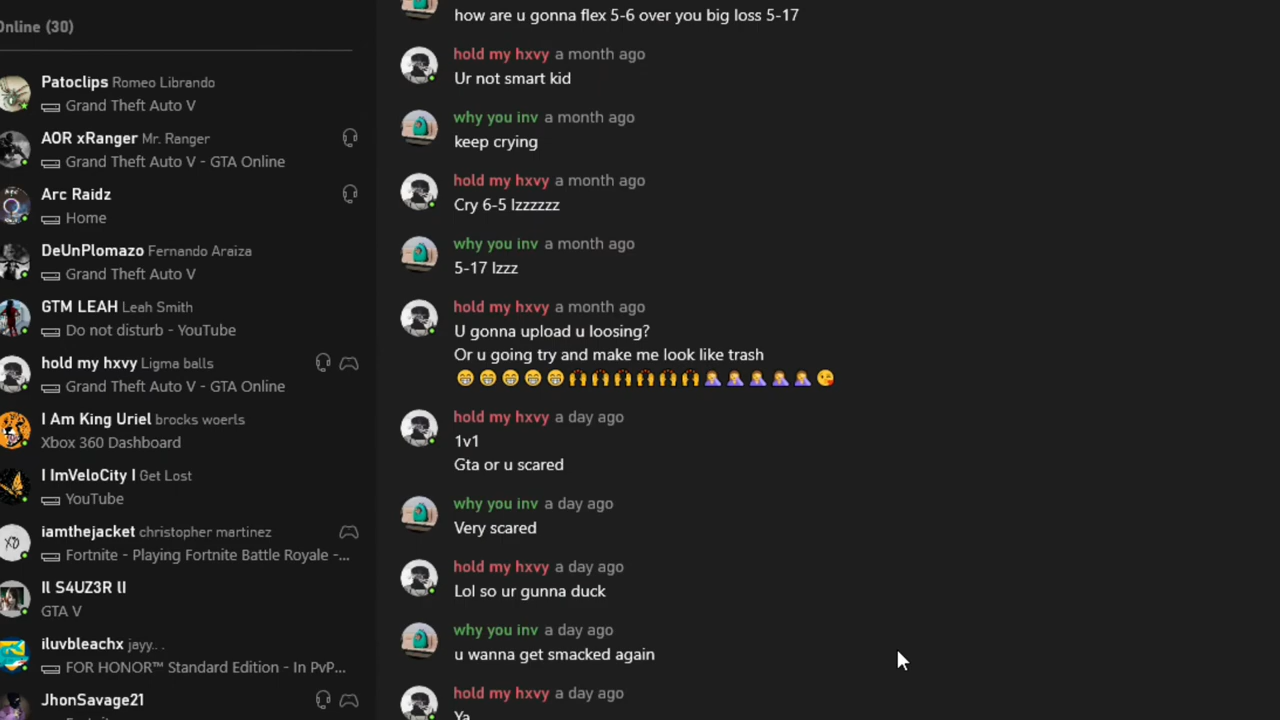 Online (30)
Patoclips Romeo Librando
Grand Theft Auto V
AOR xRanger Mr. Ranger
Grand Theft Auto V - GTA Online
Arc Raidz
Home
DeUnPlomazo Fernando Araiza
Grand Theft Auto V
GTM LEAH Leah Smith
Do not disturb - YouTube
hold my hxvy Ligma balls
Grand Theft Auto V - GTA Online
I Am King Uriel brocks woerls
Xbox 360 Dashboard
I ImVeloCity I Get Lost
YouTube
iamthejacket christopher martinez
Fortnite - Playing Fortnite Battle Royale -...
Il S4UZ3R lI
GTA V
iluvbleachx jayy. .
FOR HONOR™ Standard Edition - In PvP...
JhonSavage21
how are u gonna flex 5-6 over you big loss 5-17
hold my hxvy a month ago
Ur not smart kid
why you inv a month ago
keep crying
hold my hxvy a month ago
Cry 6-5 lzzzzzz
why you inv a month ago
5-17 lzzz
hold my hxvy a month ago
U gonna upload u loosing?
Or u going try and make me look like trash
😁😁😁😁😁🙌🙌🙌🙌🙌🙌🤦‍♀️🤦‍♀️🤦‍♀️🤦‍♀️🤦‍♀️😘
hold my hxvy a day ago
1v1
Gta or u scared
why you inv a day ago
Very scared
hold my hxvy a day ago
Lol so ur gunna duck
why you inv a day ago
u wanna get smacked again
hold my hxvy a day ago
Ya